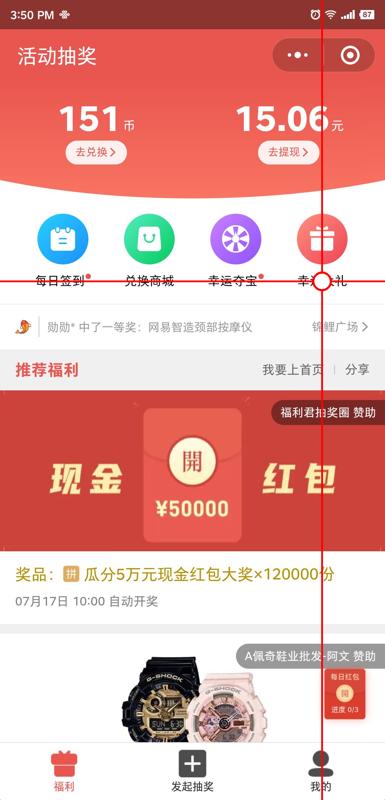 3:50 PM
87
活动抽奖
151 币
15.06 元
去兑换
去提现
每日签到
兑换商城
幸运夺宝
幸 礼
勋勋* 中了一等奖：网易智造颈部按摩仪
锦鲤广场
推荐福利
我要上首页
分享
福利君抽奖圈 赞助
現金
開
¥50000
红包
奖品： 拼 瓜分5万元现金红包大奖×120000份
07月17日 10:00 自动开奖
A佩奇鞋业批发-阿文 赞助
G-SHOCK
G-SHOCK
每日红包
開
进度 0/3
福利
发起抽奖
我的